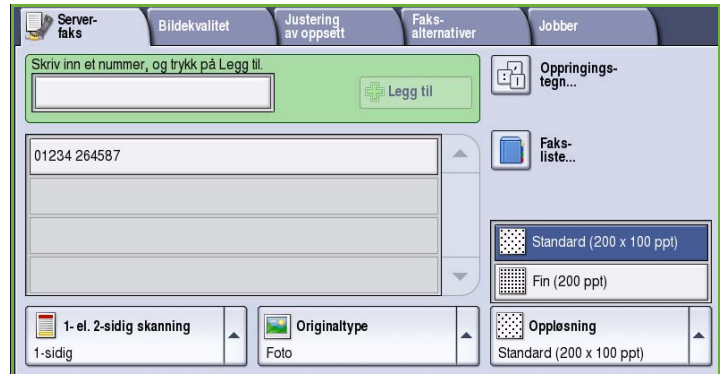 Server-
faks
Bildekvalitet
Justering
av oppsett
Faks-
alternativer
Jobber
Skriv inn et nummer, og trykk på Legg til.
Legg til
Oppringings-
tegn...
01234 264587
Faks-
liste...
Standard (200 x 100 ppt)
Fin (200 ppt)
1- el. 2-sidig skanning
1-sidig
Originaltype
Foto
Oppløsning
Standard (200 x 100 ppt)